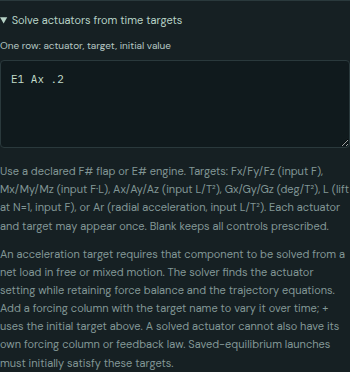 ▼ Solve actuators from time targets
One row: actuator, target, initial value
E1 Ax .2
Use a declared F# flap or E# engine. Targets: Fx/Fy/Fz (input F),
Mx/My/Mz (input F·L), Ax/Ay/Az (input L/T²), Gx/Gy/Gz (deg/T²), L (lift
at N=1, input F), or Ar (radial acceleration, input L/T²). Each actuator
and target may appear once. Blank keeps all controls prescribed.
An acceleration target requires that component to be solved from a
net load in free or mixed motion. The solver finds the actuator
setting while retaining force balance and the trajectory equations.
Add a forcing column with the target name to vary it over time; +
uses the initial target above. A solved actuator cannot also have its
own forcing column or feedback law. Saved-equilibrium launches
must initially satisfy these targets.